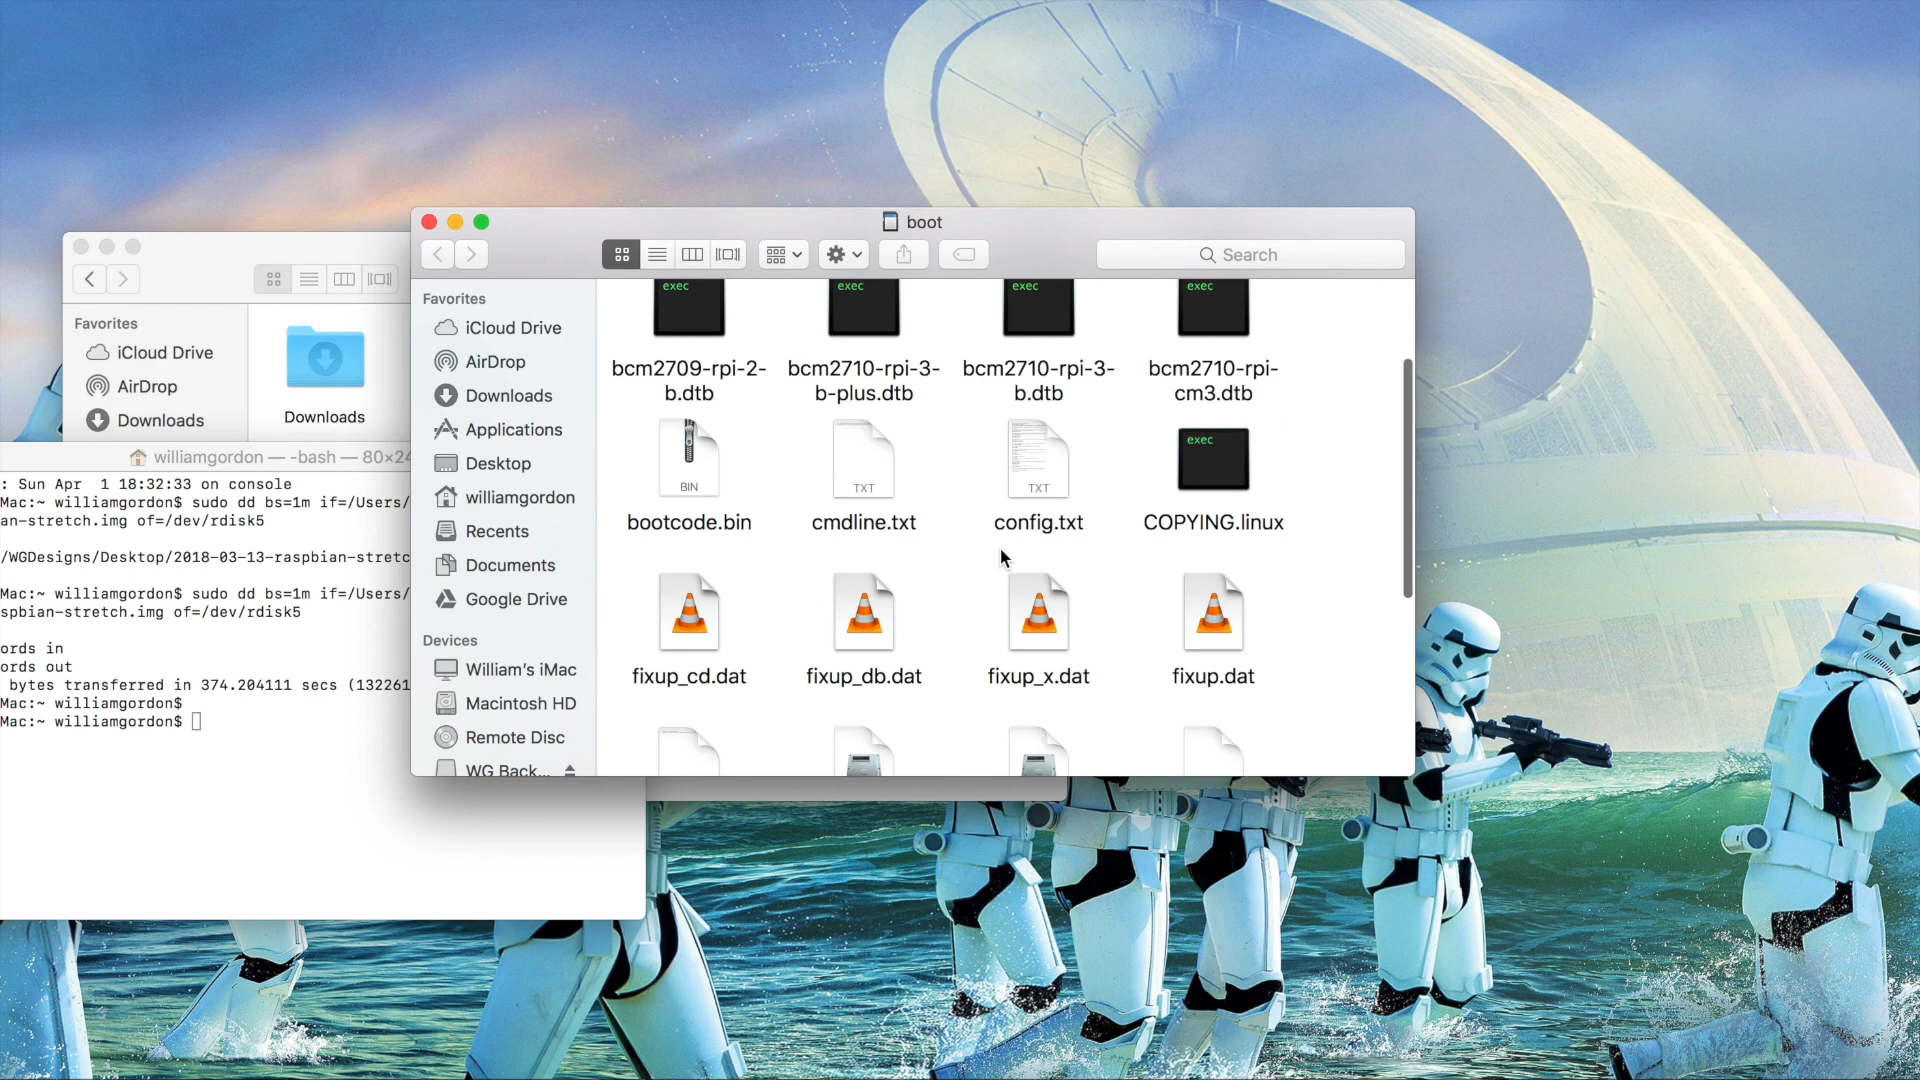 boot
Search
Favorites
iCloud Drive
AirDrop
Downloads
Applications
Desktop
williamgordon
Recents
Documents
Google Drive
Devices
William's iMac
Macintosh HD
Remote Disc
WG Back...
exec
exec
exec
exec
bcm2709-rpi-2-
b.dtb
bcm2710-rpi-3-
b-plus.dtb
bcm2710-rpi-3-
b.dtb
bcm2710-rpi-
cm3.dtb
BIN
TXT
TXT
exec
bootcode.bin
cmdline.txt
config.txt
COPYING.linux
fixup_cd.dat
fixup_db.dat
fixup_x.dat
fixup.dat
Favorites
iCloud Drive
AirDrop
Downloads
Downloads
williamgordon — -bash — 80×24
: Sun Apr  1 18:32:33 on console
Mac:~ williamgordon$ sudo dd bs=1m if=/Users/
an-stretch.img of=/dev/rdisk5
/WGDesigns/Desktop/2018-03-13-raspbian-stretc
Mac:~ williamgordon$ sudo dd bs=1m if=/Users/
spbian-stretch.img of=/dev/rdisk5
ords in
ords out
bytes transferred in 374.204111 secs (132261
Mac:~ williamgordon$
Mac:~ williamgordon$